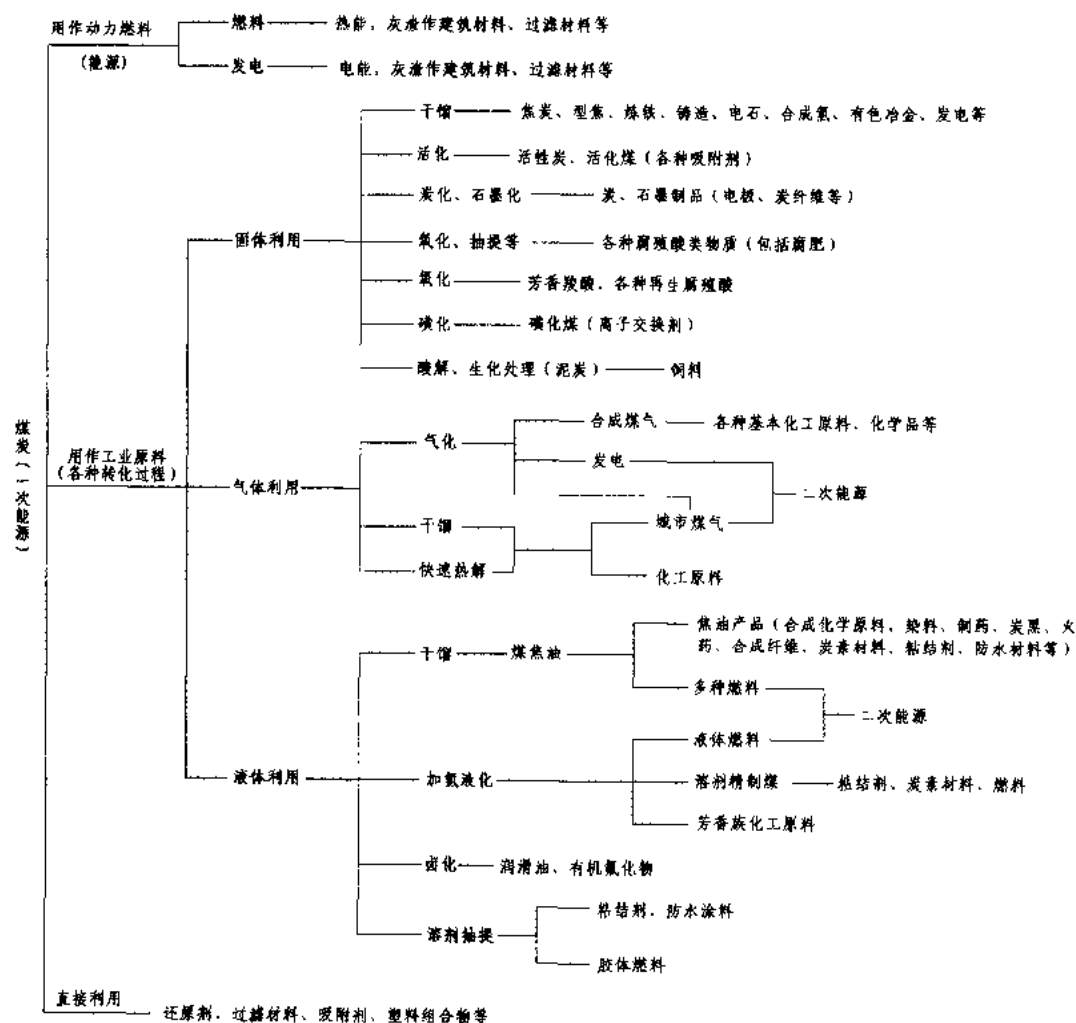 用作动力燃料
(能源)
燃料 热能,灰渣作建筑材料、过滤材料等
发电 电能,灰渣作建筑材料、过滤材料等
干馏 焦炭、型焦、炼铁、铸造、电石、合成氨、有色冶金、发电等
活化 活性炭、活化煤(各种吸附剂)
炭化、石墨化 炭、石墨制品(电极、炭纤维等)
固体利用
氧化、抽提等 各种腐殖酸类物质(包括腐肥)
氧化 芳香羧酸,各种再生腐殖酸
磺化 磺化煤(离子交换剂)
酸解、生化处理(泥炭) 饲料
煤炭(一次能源)
用作工业原料
(各种转化过程)
气体利用
气化
合成煤气 各种基本化工原料、化学品等
发电
二次能源
干馏
城市煤气
快速热解
化工原料
焦油产品(合成化学原料,染料、制药、炭黑、火
药、合成纤维、炭素材料、粘结剂、防水材料等)
干馏 煤焦油
多种燃料
二次能源
液体燃料
液体利用
加氢液化
溶剂精制煤 粘结剂、炭素材料、燃料
芳香族化工原料
卤化 润滑油、有机氟化物
粘结剂,防水涂料
溶剂抽提
胶体燃料
直接利用
还原剂,过滤材料、吸附剂、塑料组合物等